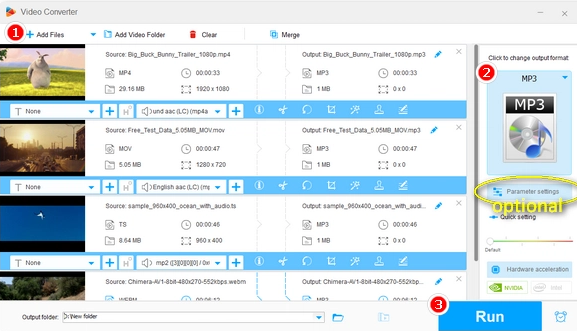 Video Converter
1 Add Files
Add Video Folder
Clear
Merge
Source: Big_Buck_Bunny_Trailer_1080p.mp4
Output: Big_Buck_Bunny_Trailer_1080p.mp3
MP4
00:00:33
MP3
00:00:33
29.16 MB
1920 x 1080
1 MB
0 x 0
None
und aac (LC) (mp4a
Source: Free_Test_Data_5.05MB_MOV.mov
Output: Free_Test_Data_5.05MB_MOV.mp3
MOV
00:00:47
MP3
00:00:47
5.05 MB
1280 x 720
1 MB
0 x 0
None
English aac (LC) (mp
Source: sample_960x400_ocean_with_audio.ts
Output: sample_960x400_ocean_with_audi...
TS
00:00:46
MP3
00:00:46
8.64 MB
960 x 400
1 MB
0 x 0
None
mp2 ([3][0][0][0] / 0x
Source: Chimera-AV1-8bit-480x270-552kbps.webm
Output: Chimera-AV1-8bit-480x270-552kb...
WEBM
00:06:12
MP3
00:06:12
Click to change output format:
2
MP3
MP3
Parameter settings
optional
Quick setting
Default
Hardware acceleration
NVIDIA
Output folder:
3
Run